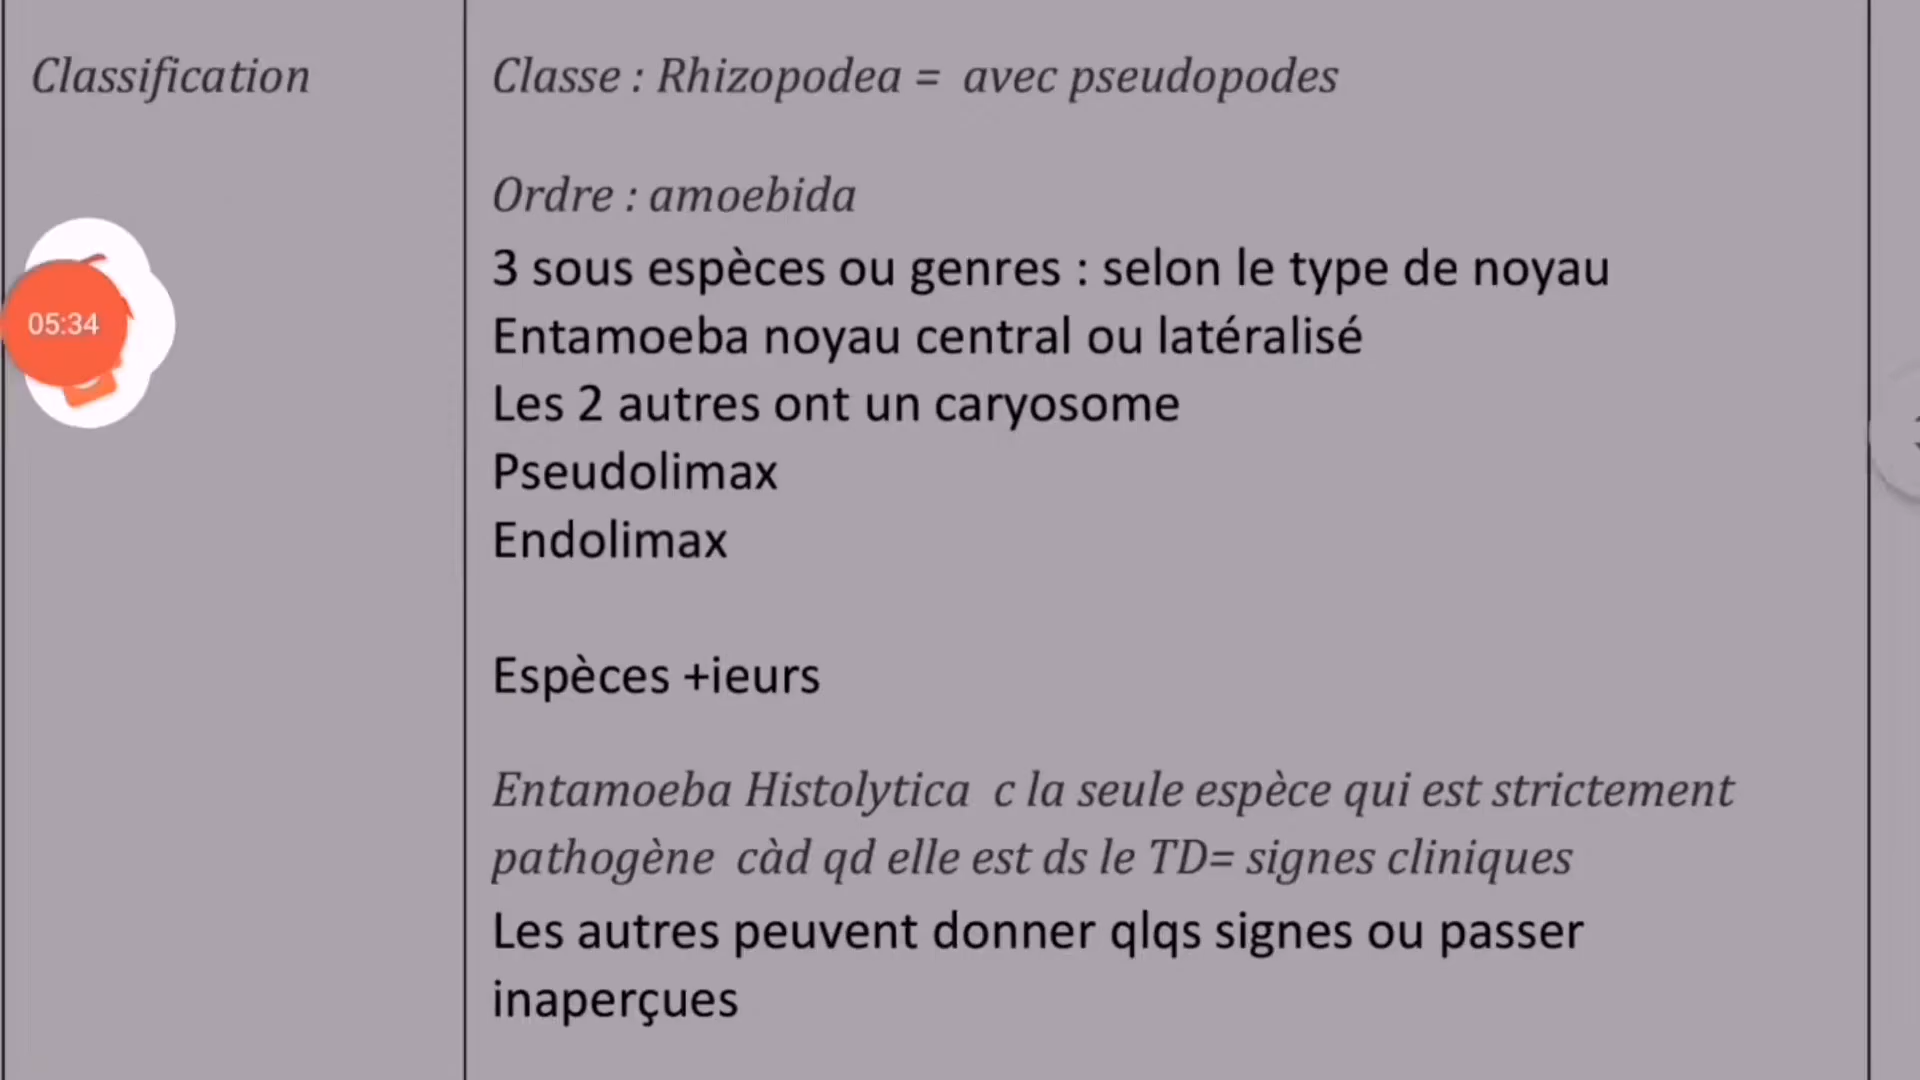 Classification
Classe : Rhizopodea = avec pseudopodes
Ordre : amoebida
3 sous espèces ou genres : selon le type de noyau
05:34
Entamoeba noyau central ou latéralisé
Les 2 autres ont un caryosome
Pseudolimax
Endolimax
Espèces +ieurs
Entamoeba Histolytica c la seule espèce qui est strictement
pathogène càd qd elle est ds le TD= signes cliniques
Les autres peuvent donner qlqs signes ou passer
inaperçues